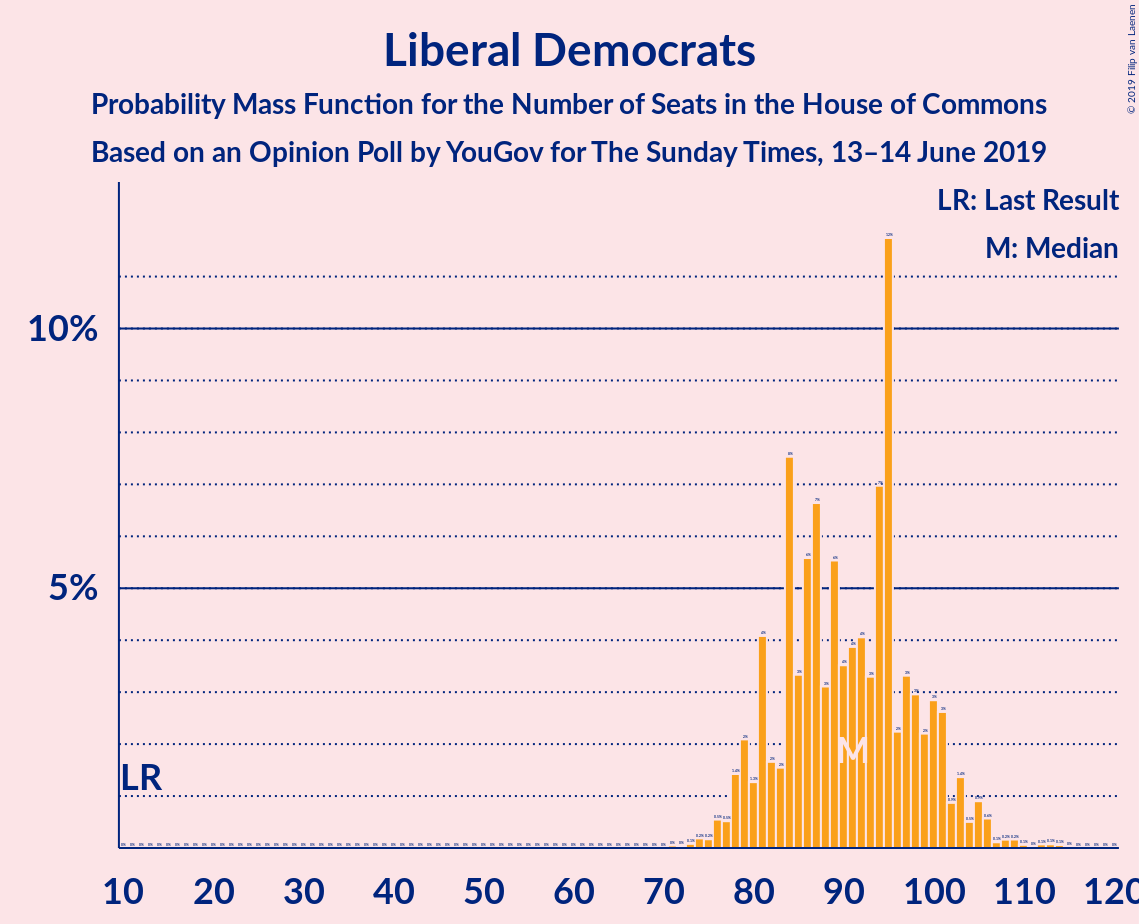 Liberal Democrats
Probability Mass Function for the Number of Seats in the House of Commons
Based on an Opinion Poll by YouGov for The Sunday Times, 13–14 June 2019
© 2019 Filip van Laenen
LR: Last Result
M: Median
10%
5%
LR
M
10 20 30 40 50 60 70 80 90 100 110 120